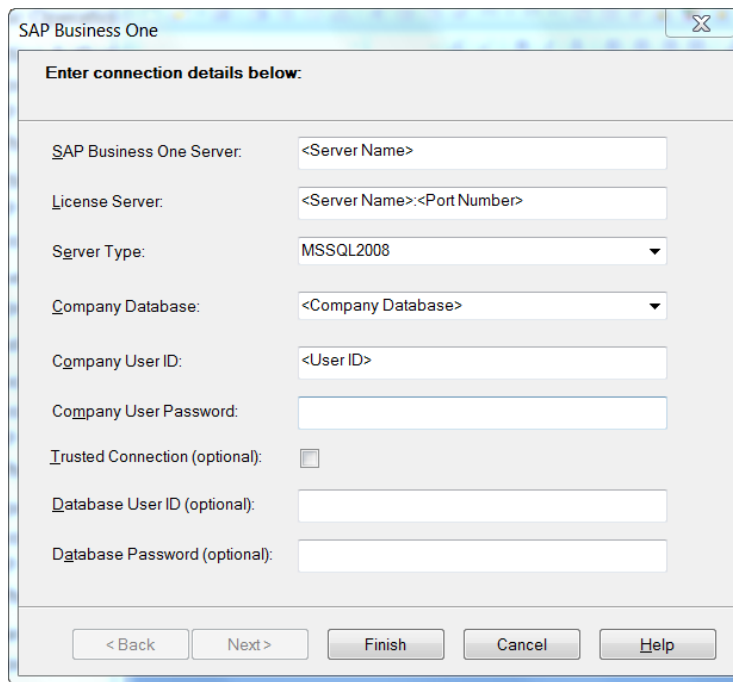 SAP Business One
Enter connection details below:
SAP Business One Server: <Server Name>
License Server: <Server Name>:<Port Number>
Server Type: MSSQL2008
Company Database: <Company Database>
Company User ID: <User ID>
Company User Password:
Trusted Connection (optional):
Database User ID (optional):
Database Password (optional):
< Back Next > Finish Cancel Help